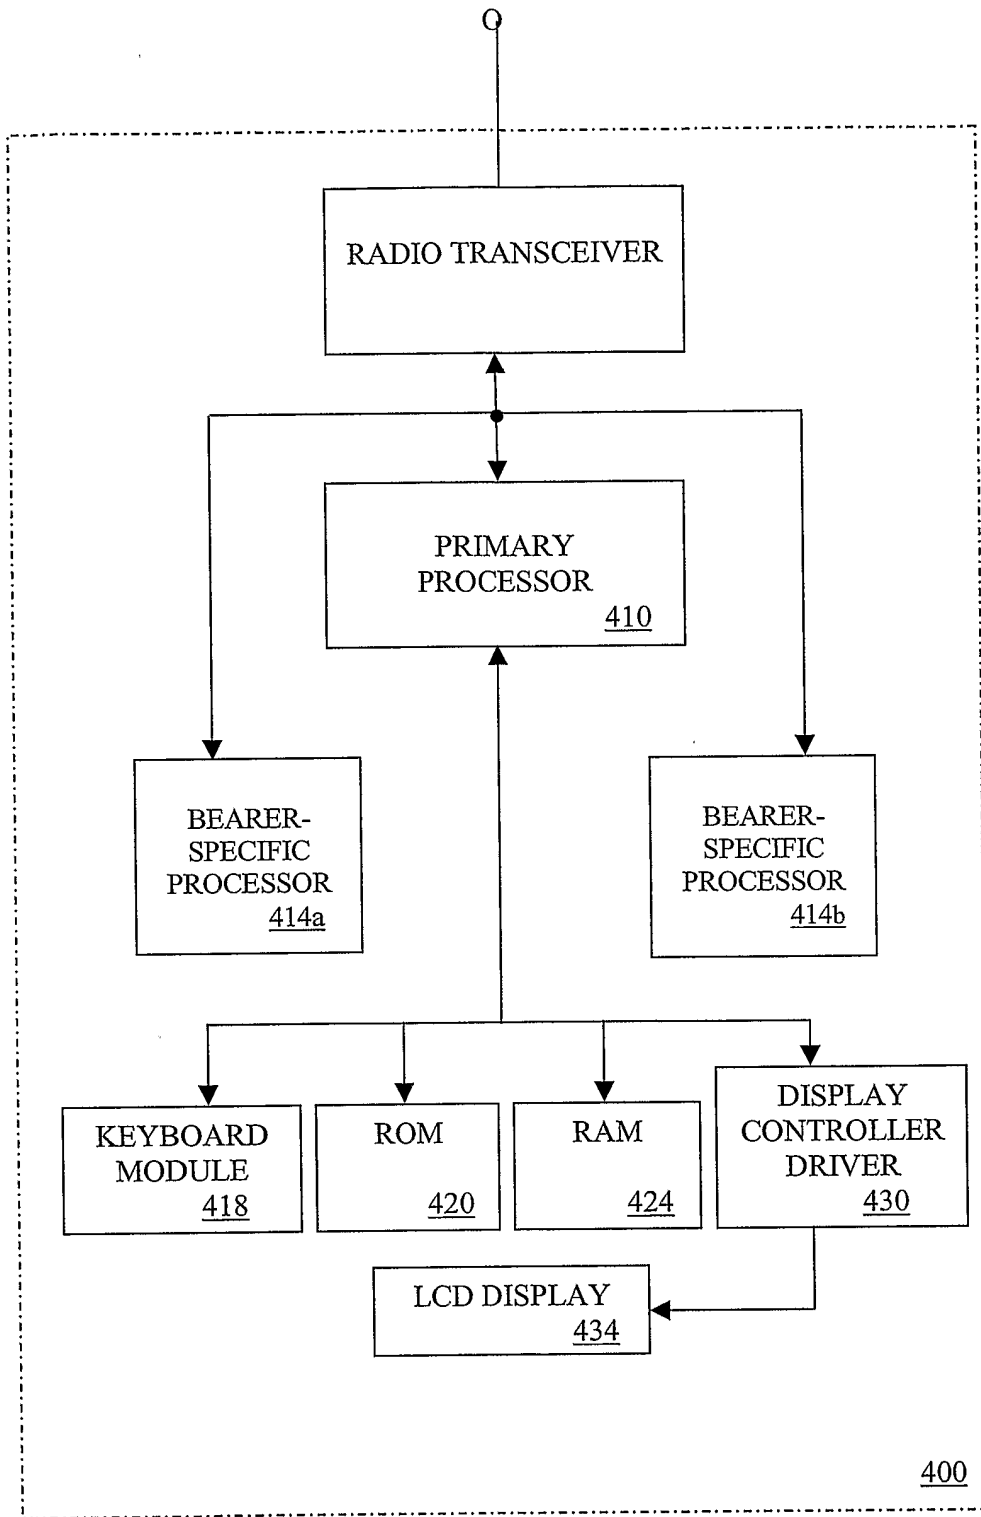 RADIO TRANSCEIVER
PRIMARY
PROCESSOR
410
BEARER-
SPECIFIC
PROCESSOR
414a
BEARER-
SPECIFIC
PROCESSOR
414b
KEYBOARD
MODULE
418
ROM
420
RAM
424
DISPLAY
CONTROLLER
DRIVER
430
LCD DISPLAY
434
400